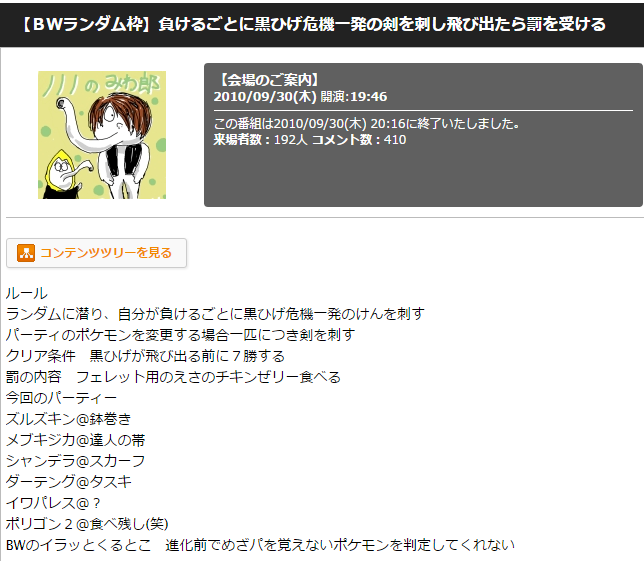 【ＢＷランダム枠】負けるごとに黒ひげ危機一発の剣を刺し飛び出たら罰を受ける
ノノノのみわ郎
【会場のご案内】
2010/09/30(木) 開演:19:46
この番組は2010/09/30(木) 20:16に終了いたしました。
来場者数：192人 コメント数：410
コンテンツツリーを見る
ルール
ランダムに潜り、自分が負けるごとに黒ひげ危機一発のけんを刺す
パーティのポケモンを変更する場合一匹につき剣を刺す
クリア条件　黒ひげが飛び出る前に７勝する
罰の内容　フェレット用のえさのチキンゼリー食べる
今回のパーティー
ズルズキン＠鉢巻き
メブキジカ＠達人の帯
シャンデラ＠スカーフ
ダーテング＠タスキ
イワパレス＠？
ポリゴン２＠食べ残し(笑)
BWのイラッとくるとこ　進化前でめざパを覚えないポケモンを判定してくれない